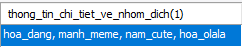 thong_tin_chi_tiet_ve_nhom_dich(1)
hoa_dang, manh_meme, nam_cute, hoa_olala